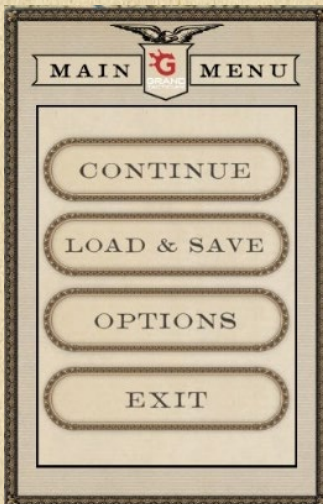 MAIN MENU
G
GRAND
CONTINUE
LOAD & SAVE
OPTIONS
EXIT